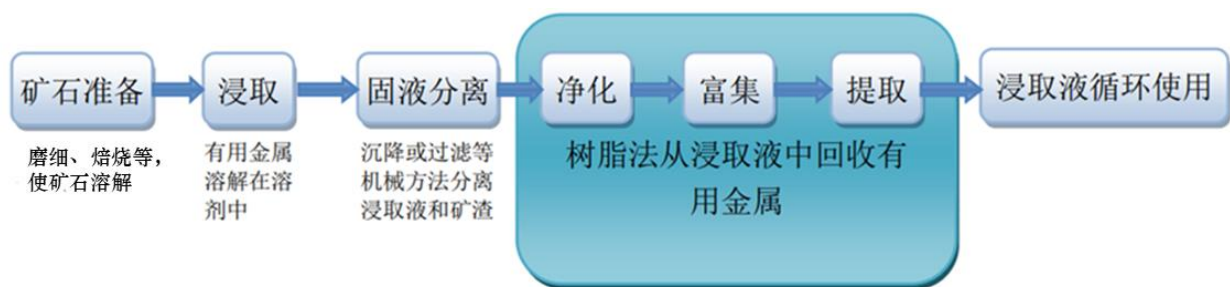 矿石准备
浸取
固液分离
净化
富集
提取
浸取液循环使用
磨细、焙烧等，
使矿石溶解
有用金属
溶解在溶
剂中
沉降或过滤等
机械方法分离
浸取液和矿渣
树脂法从浸取液中回收有
用金属